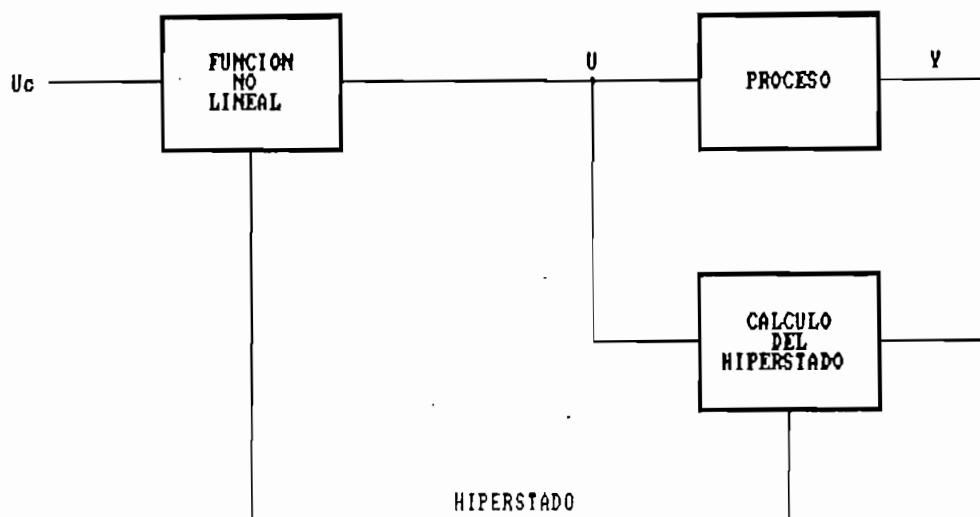 Uc
FUNCION
NO
LINEAL
U
PROCESO
Y
CALCULO
DEL
HIPERSTADO
HIPERSTADO